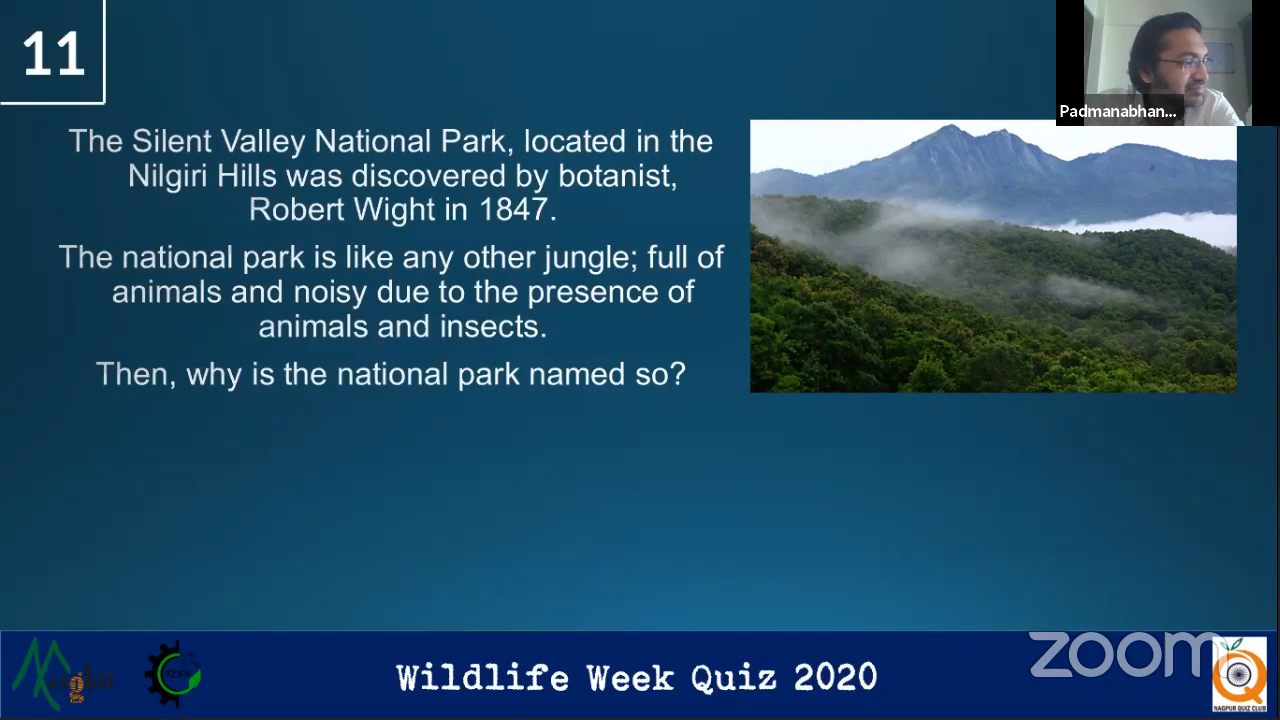 11
Padmanabhan...
The Silent Valley National Park, located in the
Nilgiri Hills was discovered by botanist,
Robert Wight in 1847.
The national park is like any other jungle; full of
animals and noisy due to the presence of
animals and insects.
Then, why is the national park named so?
Wildlife Week Quiz 2020
zoom
NAGPUR QUIZ CLUB